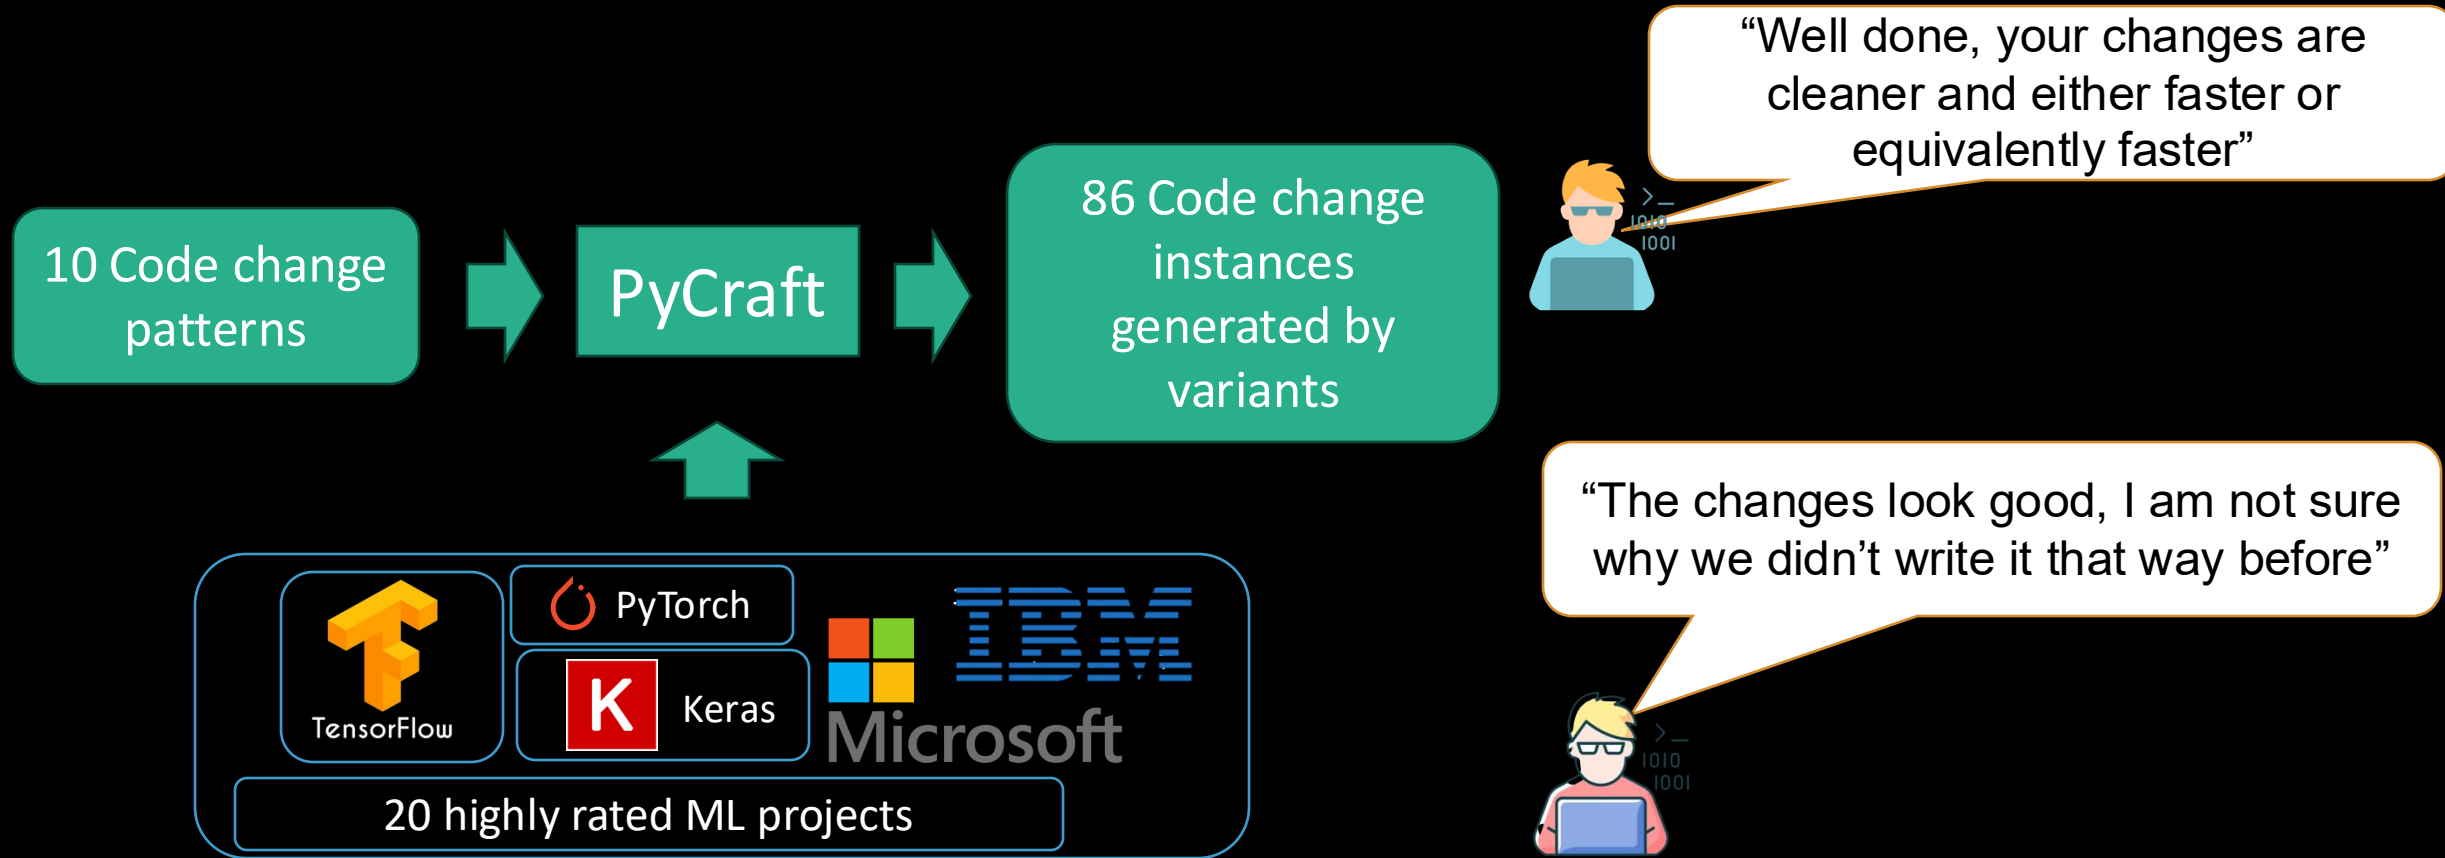 “Well done, your changes are
cleaner and either faster or
equivalently faster”
10 Code change
patterns
PyCraft
86 Code change
instances
generated by
variants
>_
1010
1001
“The changes look good, I am not sure
why we didn’t write it that way before”
TensorFlow
PyTorch
K Keras
Microsoft
IBM
20 highly rated ML projects
>_
1010
1001